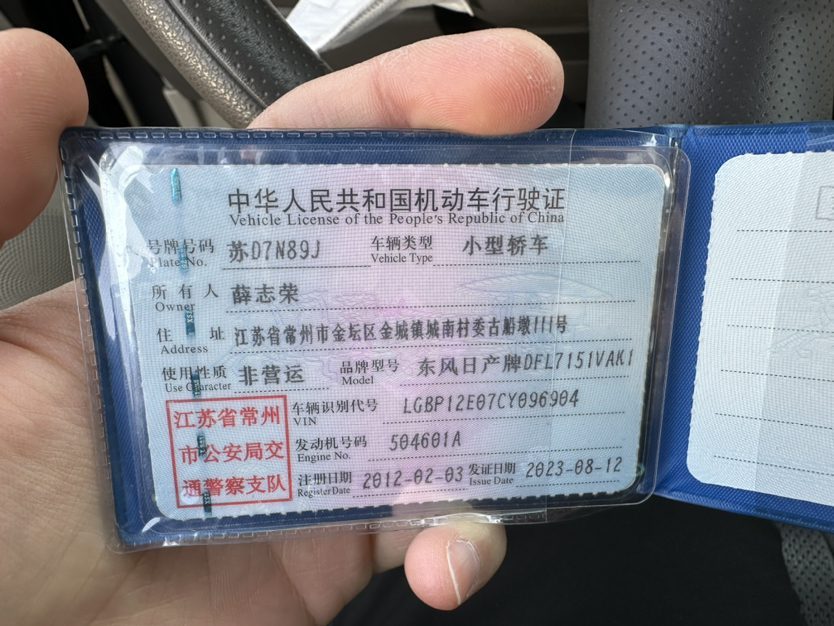 中华人民共和国机动车行驶证
Vehicle License of the People's Republic of China
号牌号码 苏D7N89J 车辆类型 小型轿车
Plate No. Vehicle Type
所有人 薛志荣
Owner
住址 江苏省常州市金坛区金城镇城南村委古船墩111号
Address
使用性质 非营运 品牌型号 东风日产牌DFL7151VAK1
Use Character Model
江苏省常州
市公安局交
通警察支队
车辆识别代号 LGBP12E07CY096904
VIN
发动机号码 504601A
Engine No.
注册日期 2012-02-03 发证日期 2023-08-12
Register Date Issue Date